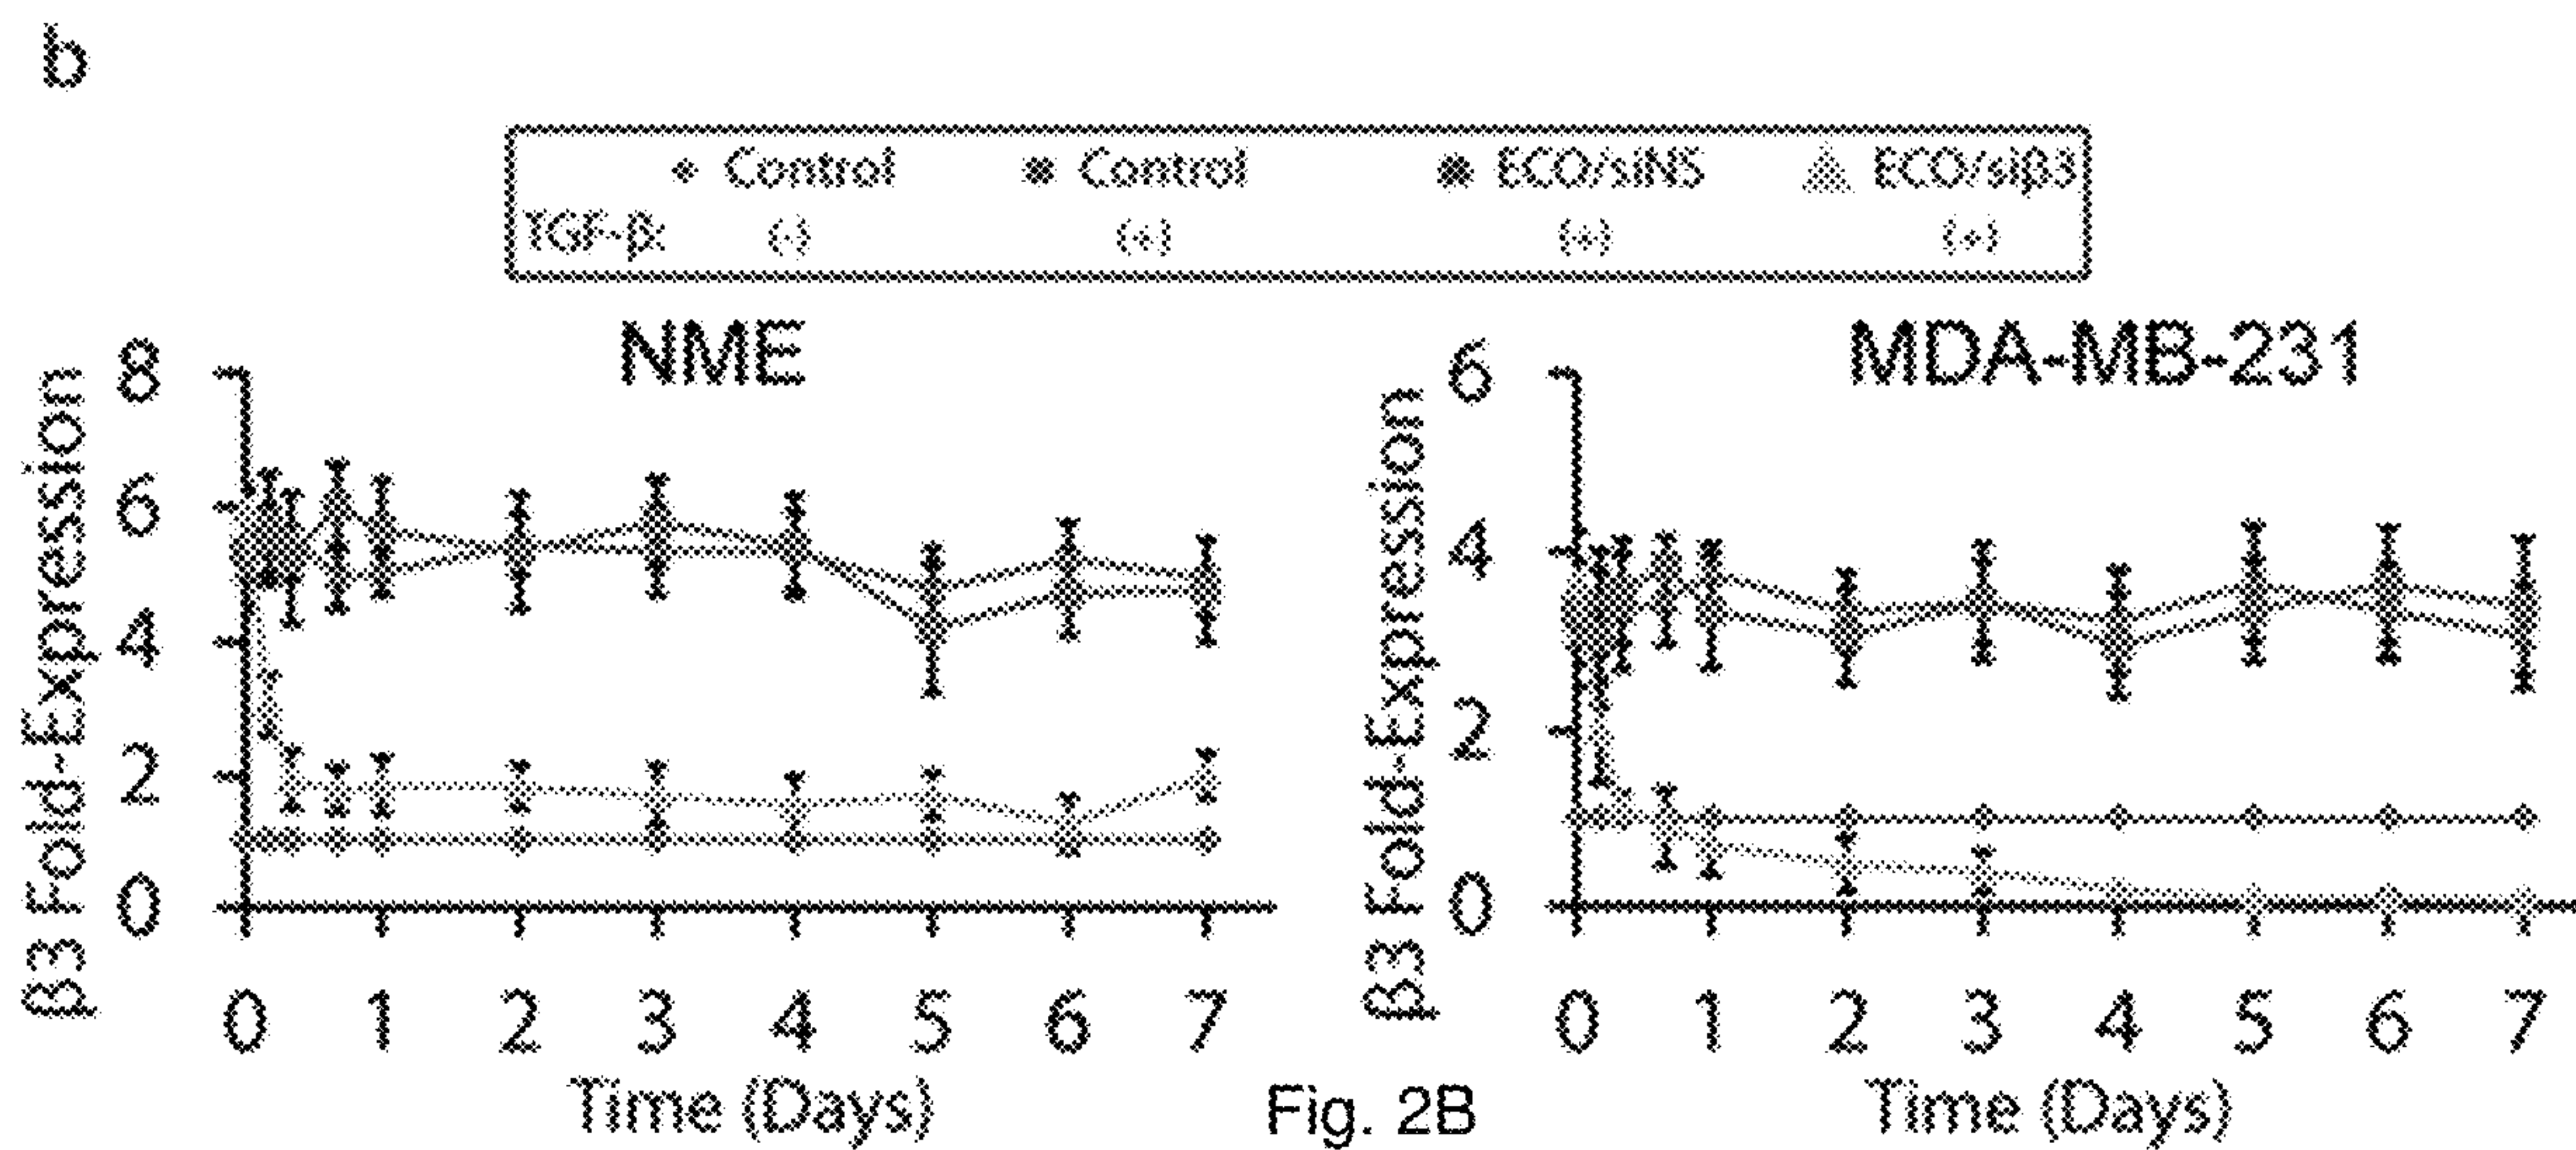 b
Control Control ECO/siNS ECO/siβ3
TGF-β: (-) (+) (+) (+)
NME
MDA-MB-231
β3 Fold-Expression
8
6
4
2
0
0 1 2 3 4 5 6 7
Time (Days)
β3 Fold-Expression
6
4
2
0
0 1 2 3 4 5 6 7
Time (Days)
Fig. 2B